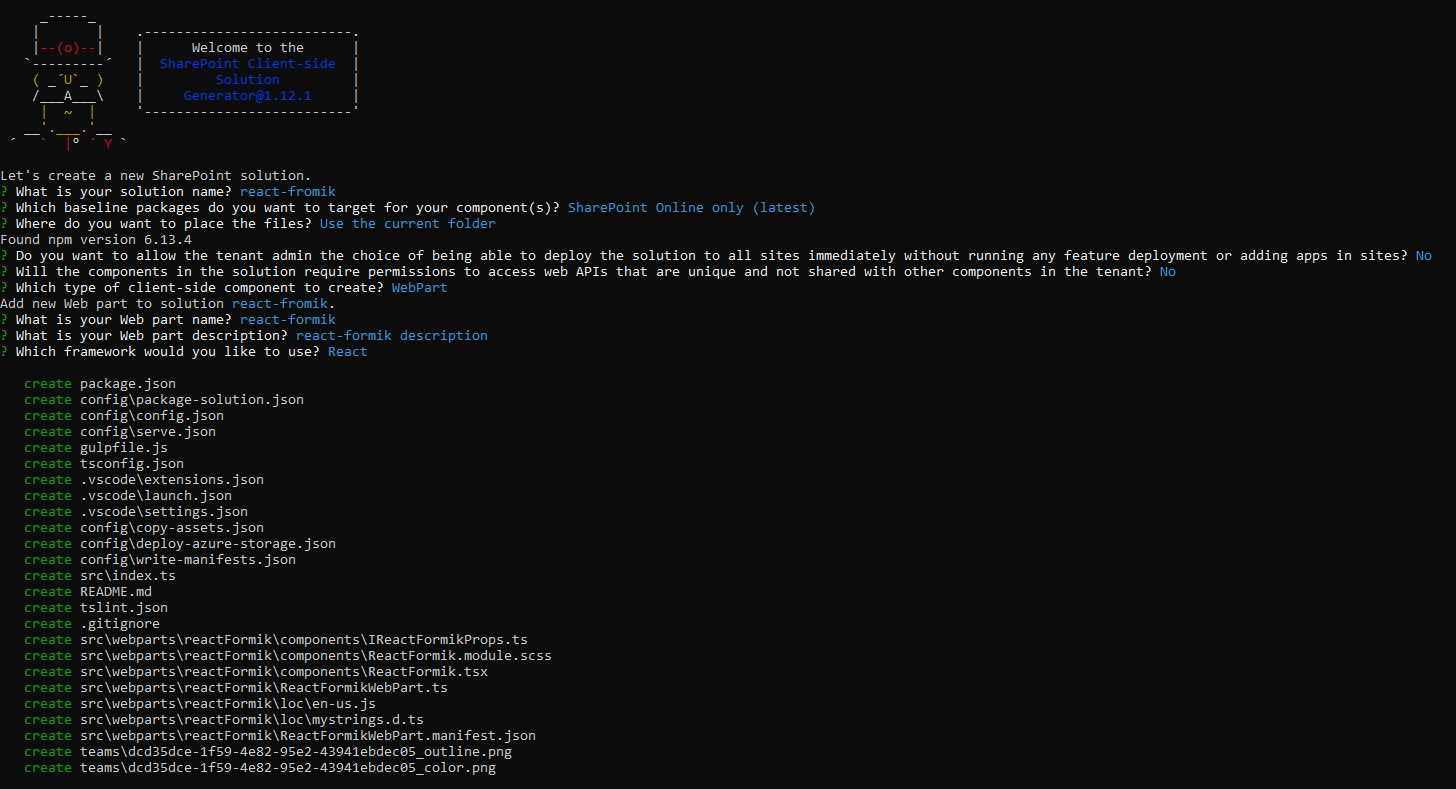 Welcome to the
SharePoint Client-side
Solution
Generator@1.12.1
Let's create a new SharePoint solution.
? What is your solution name? react-fromik
? Which baseline packages do you want to target for your component(s)? SharePoint Online only (latest)
? Where do you want to place the files? Use the current folder
Found npm version 6.13.4
? Do you want to allow the tenant admin the choice of being able to deploy the solution to all sites immediately without running any feature deployment or adding apps in sites? No
? Will the components in the solution require permissions to access web APIs that are unique and not shared with other components in the tenant? No
? Which type of client-side component to create? WebPart
Add new Web part to solution react-fromik.
? What is your Web part name? react-formik
? What is your Web part description? react-formik description
? Which framework would you like to use? React
create package.json
create config\package-solution.json
create config\config.json
create config\serve.json
create gulpfile.js
create tsconfig.json
create .vscode\extensions.json
create .vscode\launch.json
create .vscode\settings.json
create config\copy-assets.json
create config\deploy-azure-storage.json
create config\write-manifests.json
create src\index.ts
create README.md
create tslint.json
create .gitignore
create src\webparts\reactFormik\components\IReactFormikProps.ts
create src\webparts\reactFormik\components\ReactFormik.module.scss
create src\webparts\reactFormik\components\ReactFormik.tsx
create src\webparts\reactFormik\ReactFormikWebPart.ts
create src\webparts\reactFormik\loc\en-us.js
create src\webparts\reactFormik\loc\mystrings.d.ts
create src\webparts\reactFormik\ReactFormikWebPart.manifest.json
create teams\dcd35dce-1f59-4e82-95e2-43941ebdec05_outline.png
create teams\dcd35dce-1f59-4e82-95e2-43941ebdec05_color.png